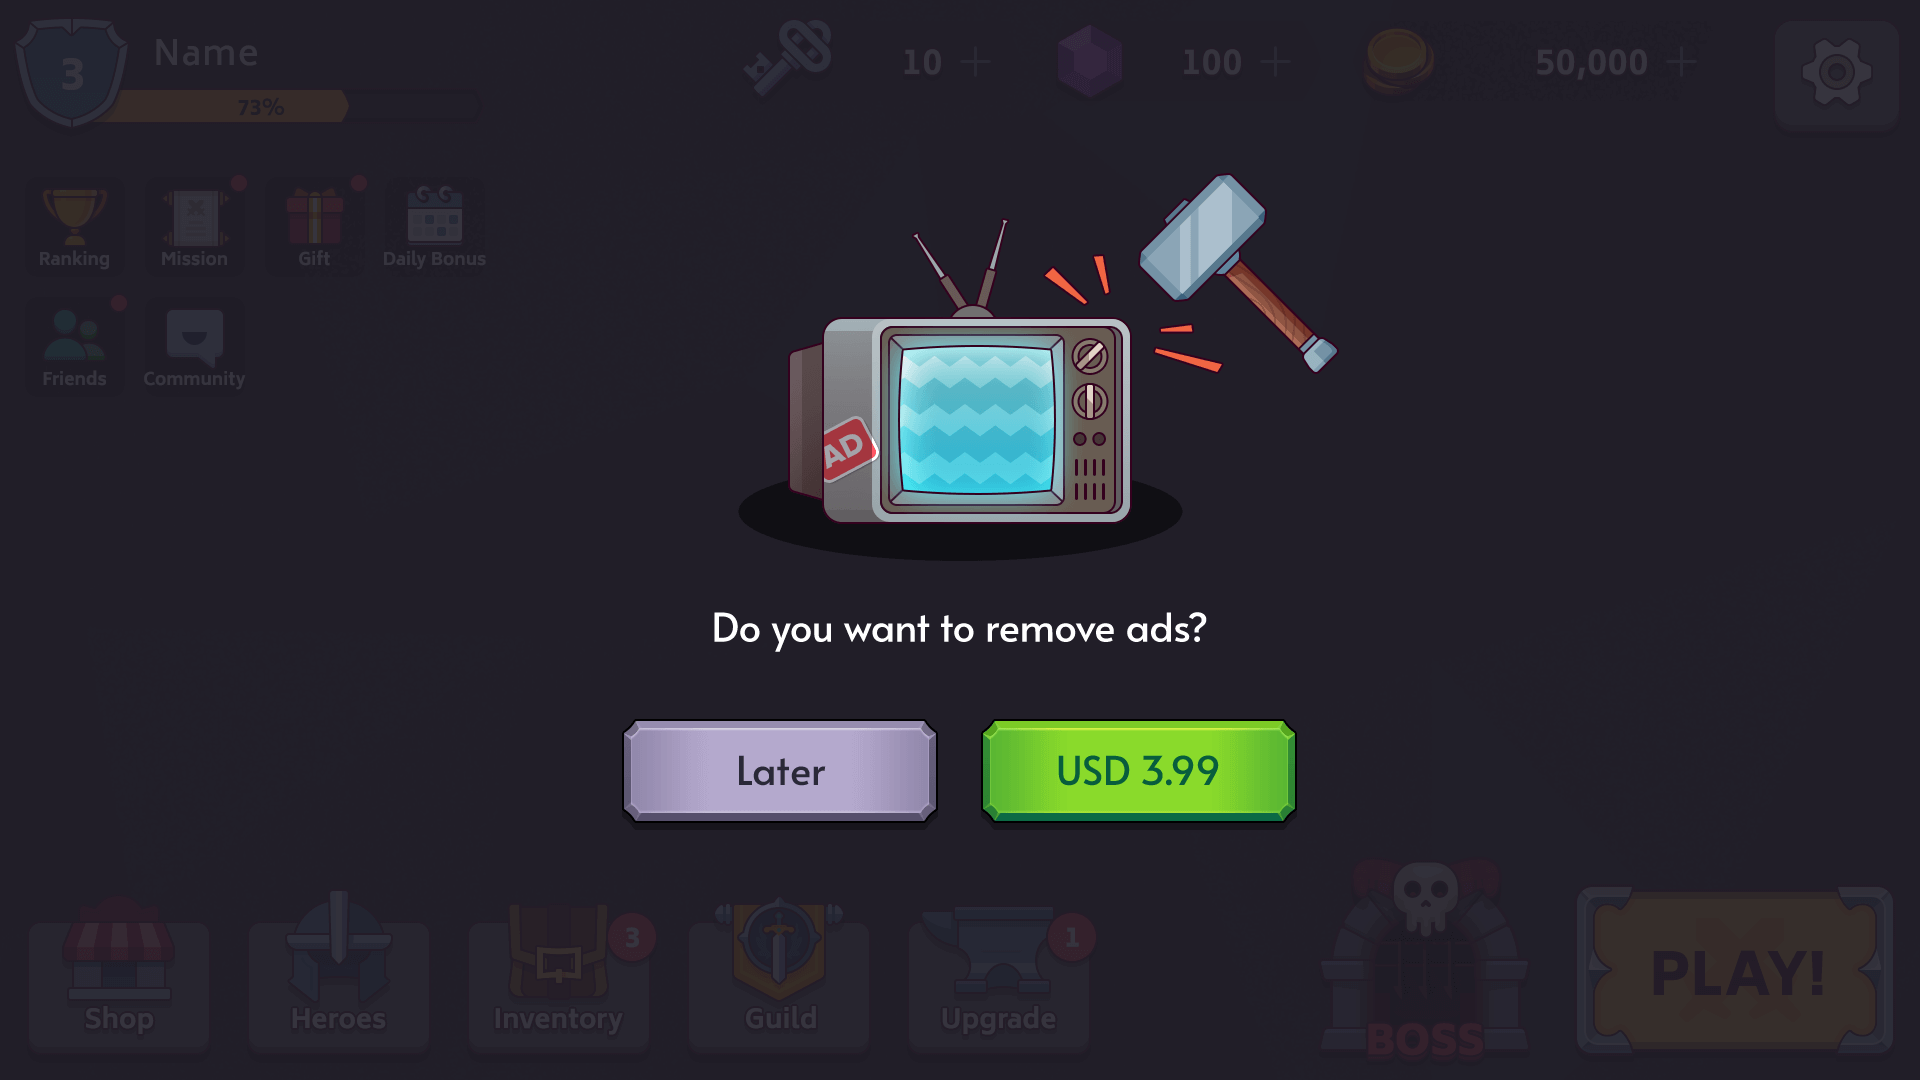 3
Name
73%
10
100
50,000
Ranking
Mission
Gift
Daily Bonus
Friends
Community
AD
Do you want to remove ads?
Later
USD 3.99
Shop
Heroes
3
Inventory
Guild
1
Upgrade
BOSS
PLAY!